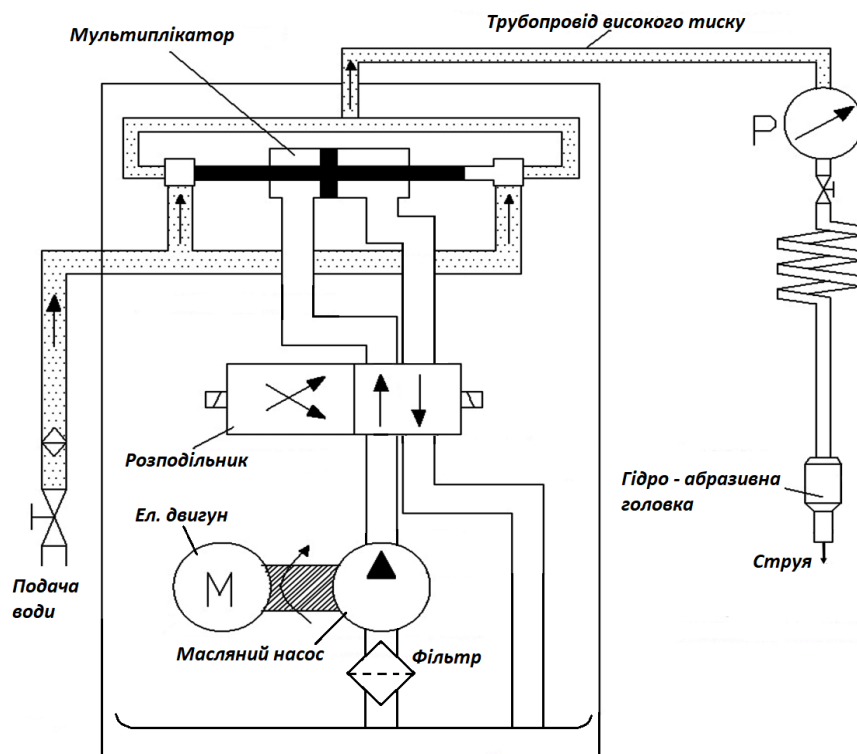 Трубопровід високого тиску
Мультиплікатор
P
Розподільник
Гідро - абразивна
головка
Ел. двигун
Струя
M
Подача
води
Масляний насос
Фільтр